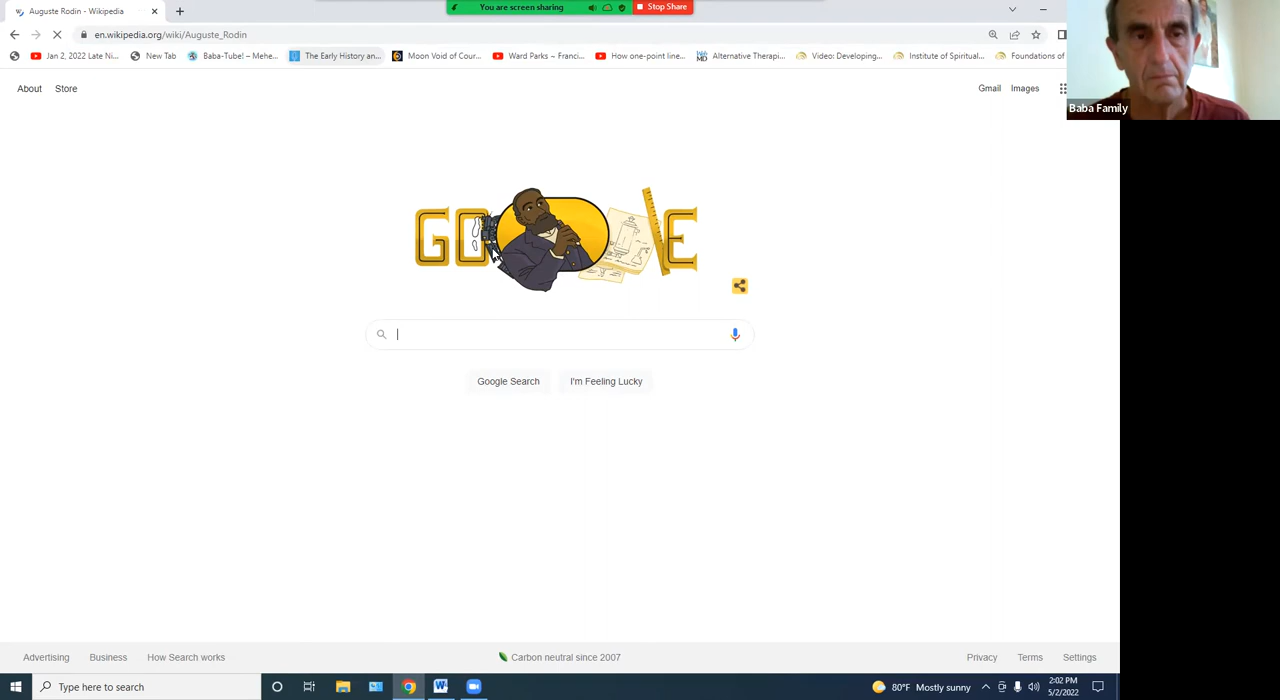 You are screen sharing Stop Share
Auguste Rodin - Wikipedia
en.wikipedia.org/wiki/Auguste_Rodin
Jan 2, 2022 Late Ni... New Tab Baba-Tube! – Mehe... The Early History an... Moon Void of Cour... Ward Parks ~ Franci... How one-point line... Alternative Therapi... Video: Developing... Institute of Spiritual... Foundations of
Baba Family
About Store Gmail Images
GO E
Google Search I'm Feeling Lucky
Advertising Business How Search works Carbon neutral since 2007 Privacy Terms Settings
Type here to search 80°F Mostly sunny 2:02 PM
5/2/2022